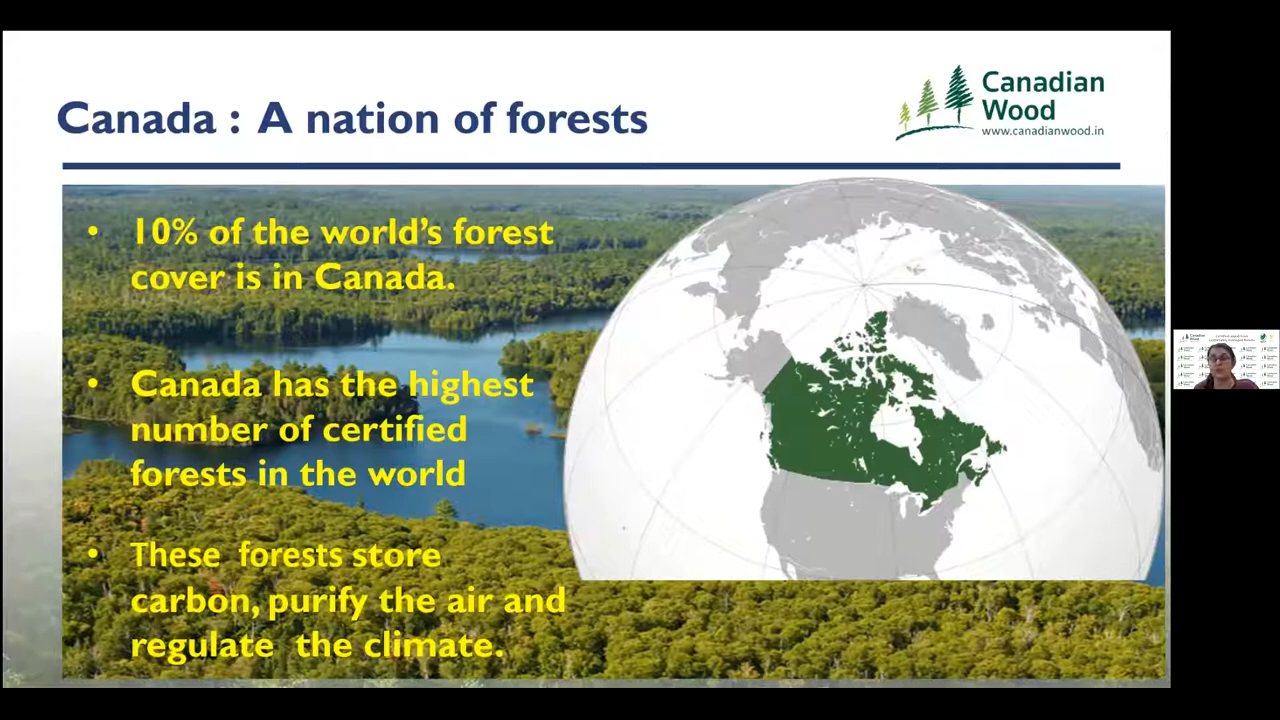 Canada : A nation of forests
Canadian
Wood
www.canadianwood.in
• 10% of the world's forest
cover is in Canada.
• Canada has the highest
number of certified
forests in the world
• These forests store
carbon, purify the air and
regulate the climate.